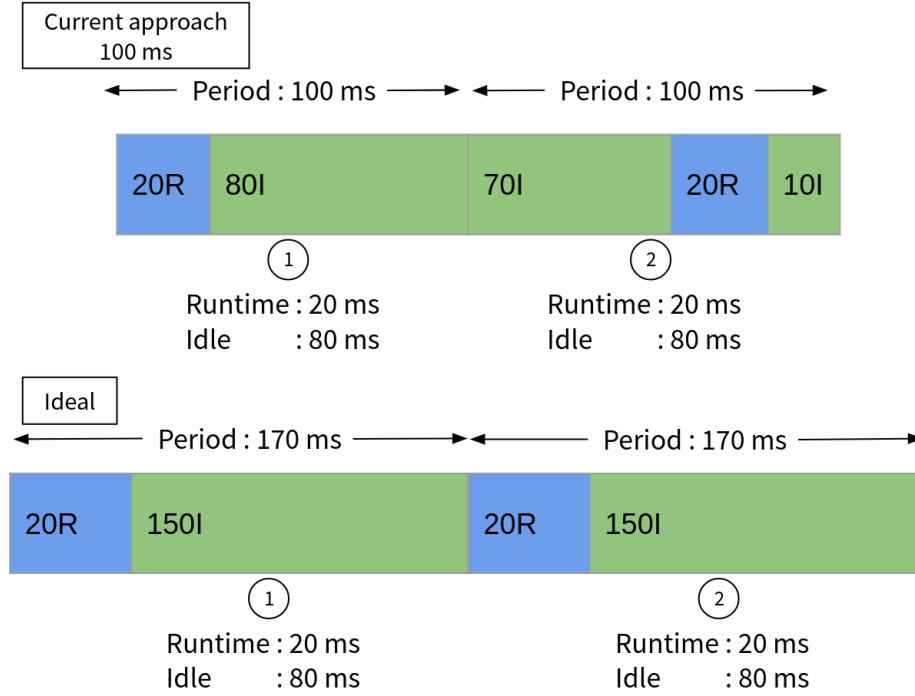 Current approach
100 ms
Period : 100 ms
Period : 100 ms
20R
80I
70I
20R
10I
1
2
Runtime : 20 ms
Idle : 80 ms
Runtime : 20 ms
Idle : 80 ms
Ideal
Period : 170 ms
Period : 170 ms
20R
150I
20R
150I
1
2
Runtime : 20 ms
Idle : 80 ms
Runtime : 20 ms
Idle : 80 ms